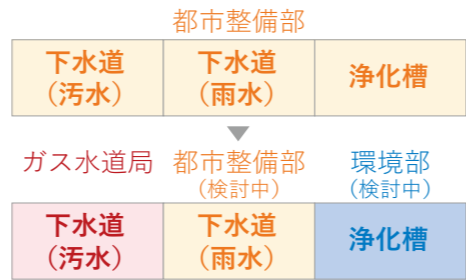 都市整備部
下水道 下水道 浄化槽
（汚水） （雨水）
ガス水道局 都市整備部 環境部
（検討中） （検討中）
下水道 下水道 浄化槽
（汚水） （雨水）